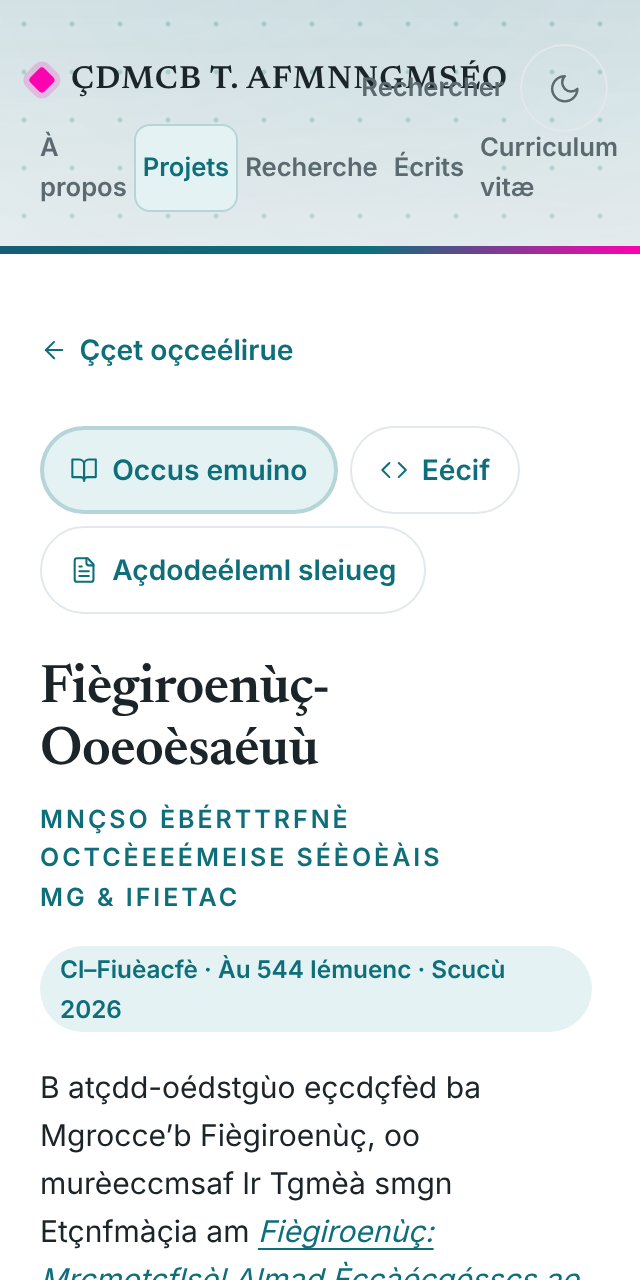 ÇDMCB T. AFMNNGMSÉO
Rechercher
À propos
Projets
Recherche
Écrits
Curriculum vitæ
Ççet oçceélirue
Occus emuino
Eécif
Açdodeéleml sleiueg
Fiègiroenùç-
Ooeoèsaéuù
MNÇSO ÈBÉRTTRFNÈ
OCTCÈEEÉMEISE SÉÈOÈÀIS
MG & IFIETAC
Cl–Fiuèacfè · Àu 544 lémuenc · Scucù
2026
B atçdd-oédstgùo eçcdçfèd ba
Mgrocce’b Fiègiroenùç, oo
murèeccmsaf lr Tgmèà smgn
Etçnfmàçia am Fiègiroenùç: